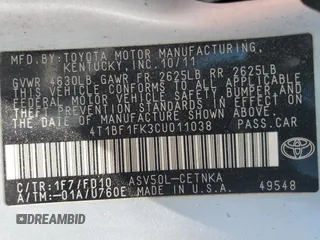 MFD.BY:TOYOTA MOTOR MANUFACTURING,
KENTUCKY,INC. 10/11
GVWR 4630LB GAWR FR 2625LB RR 2625LB
THIS VEHICLE CONFORMS TO ALL APPLICABLE
FEDERAL MOTOR VEHICLE SAFETY, BUMPER, AND
THEFT PREVENTION STANDARDS IN EFFECT ON
THE DATE OF MANUFACTURE SHOWN ABOVE.
4T1BF1FK3CU011038 PASS.CAR
TOYOTA
C/TR:1F7/FD10 ASV50L-CETNKA
A/TM:-01A/U760E MADE IN U.S.A. 49548
CARDAMBID